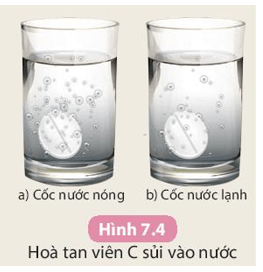 a) Cốc nước nóng b) Cốc nước lạnh
Hình 7.4
Hoà tan viên C sủi vào nước